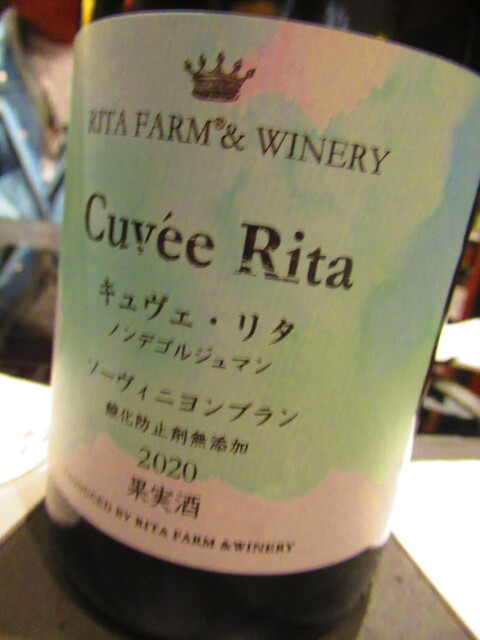 RITA FARM®& WINERY
Cuvée Rita
キュヴェ・リタ
ノンデゴルジュマン
ソーヴィニヨンブラン
酸化防止剤無添加
2020
果実酒
PRODUCED BY RITA FARM &WINERY